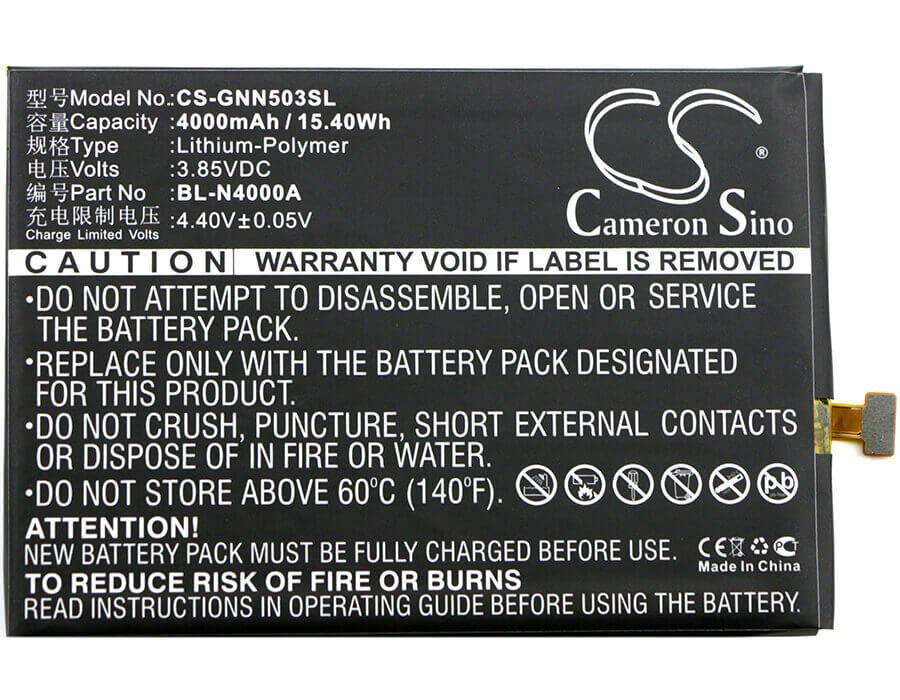 型号Model No.:CS-GNN503SL
容量Capacity :4000mAh / 15.40Wh
规格Type :Lithium-Polymer
电压Volts :3.85VDC
编号Part No :BL-N4000A
充电限制电压 :4.40V±0.05V
Charge Limited Volts
CS ®
Cameron Sino
CAUTION WARRANTY VOID IF LABEL IS REMOVED
•DO NOT ATTEMPT TO DISASSEMBLE, OPEN OR SERVICE
THE BATTERY PACK.
•REPLACE ONLY WITH THE BATTERY PACK DESIGNATED
FOR THIS PRODUCT.
•DO NOT CRUSH, PUNCTURE, SHORT EXTERNAL CONTACTS
OR DISPOSE OF IN FIRE OR WATER.
•DO NOT STORE ABOVE 60°C (140°F).
pb
ATTENTION!
NEW BATTERY PACK MUST BE FULLY CHARGED BEFORE USE.
CE PCT
Made In China
TO REDUCE RISK OF FIRE OR BURNS
READ INSTRUCTIONS IN OPERATING GUIDE BEFORE BATTERY USE.